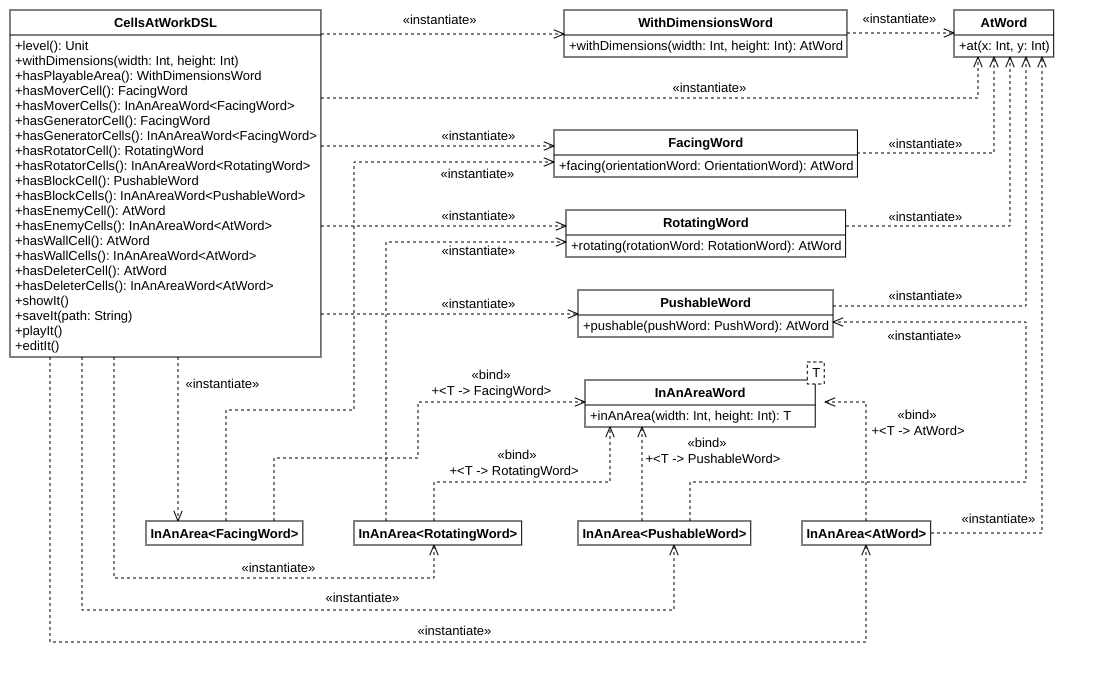 CellsAtWorkDSL
+level(): Unit
+withDimensions(width: Int, height: Int)
+hasPlayableArea(): WithDimensionsWord
+hasMoverCell(): FacingWord
+hasMoverCells(): InAnAreaWord<FacingWord>
+hasGeneratorCell(): FacingWord
+hasGeneratorCells(): InAnAreaWord<FacingWord>
+hasRotatorCell(): RotatingWord
+hasRotatorCells(): InAnAreaWord<RotatingWord>
+hasBlockCell(): PushableWord
+hasBlockCells(): InAnAreaWord<PushableWord>
+hasEnemyCell(): AtWord
+hasEnemyCells(): InAnAreaWord<AtWord>
+hasWallCell(): AtWord
+hasWallCells(): InAnAreaWord<AtWord>
+hasDeleterCell(): AtWord
+hasDeleterCells(): InAnAreaWord<AtWord>
+showIt()
+saveIt(path: String)
+playIt()
+editIt()
«instantiate»
WithDimensionsWord
+withDimensions(width: Int, height: Int): AtWord
«instantiate»
AtWord
+at(x: Int, y: Int)
«instantiate»
«instantiate»
«instantiate»
FacingWord
+facing(orientationWord: OrientationWord): AtWord
«instantiate»
«instantiate»
«instantiate»
RotatingWord
+rotating(rotationWord: RotationWord): AtWord
«instantiate»
«instantiate»
PushableWord
+pushable(pushWord: PushWord): AtWord
«instantiate»
«instantiate»
«instantiate»
«bind»
+<T -> FacingWord>
T
InAnAreaWord
+inAnArea(width: Int, height: Int): T
«bind»
+<T -> AtWord>
«bind»
+<T -> RotatingWord>
«bind»
+<T -> PushableWord>
InAnArea<FacingWord>
InAnArea<RotatingWord>
InAnArea<PushableWord>
InAnArea<AtWord>
«instantiate»
«instantiate»
«instantiate»
«instantiate»